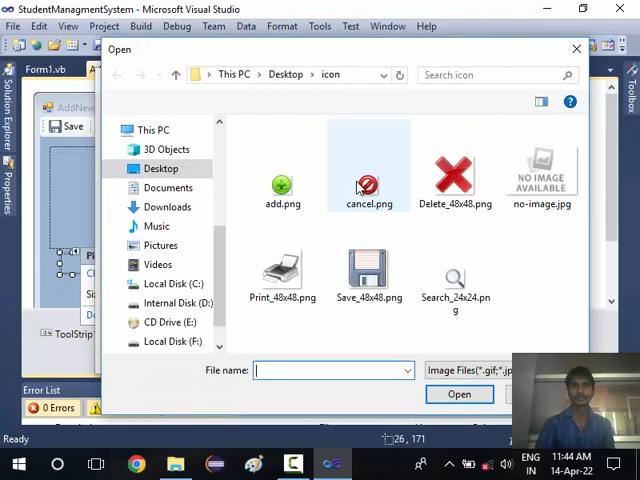 StudentManagmentSystem - Microsoft Visual Studio
File Edit View Project Build Debug Team Data Format Tools Test Window Help
Form1.vb
Open
This PC Desktop icon
Search icon
Solution Explorer
Properties
Toolbox
AddNew
Save
This PC
3D Objects
Desktop
Documents
Downloads
Music
Pictures
Videos
Local Disk (C:)
Internal Disk (D:)
CD Drive (E:)
Local Disk (F:)
add.png
cancel.png
Delete_48x48.png
NO IMAGE
AVAILABLE
no-image.jpg
Print_48x48.png
Save_48x48.png
Search_24x24.pn
g
ToolStrip
File name:
Image Files(*.gif;*.jp
Open
Error List
0 Errors
Ready
26, 171
ENG
IN
11:44 AM
14-Apr-22